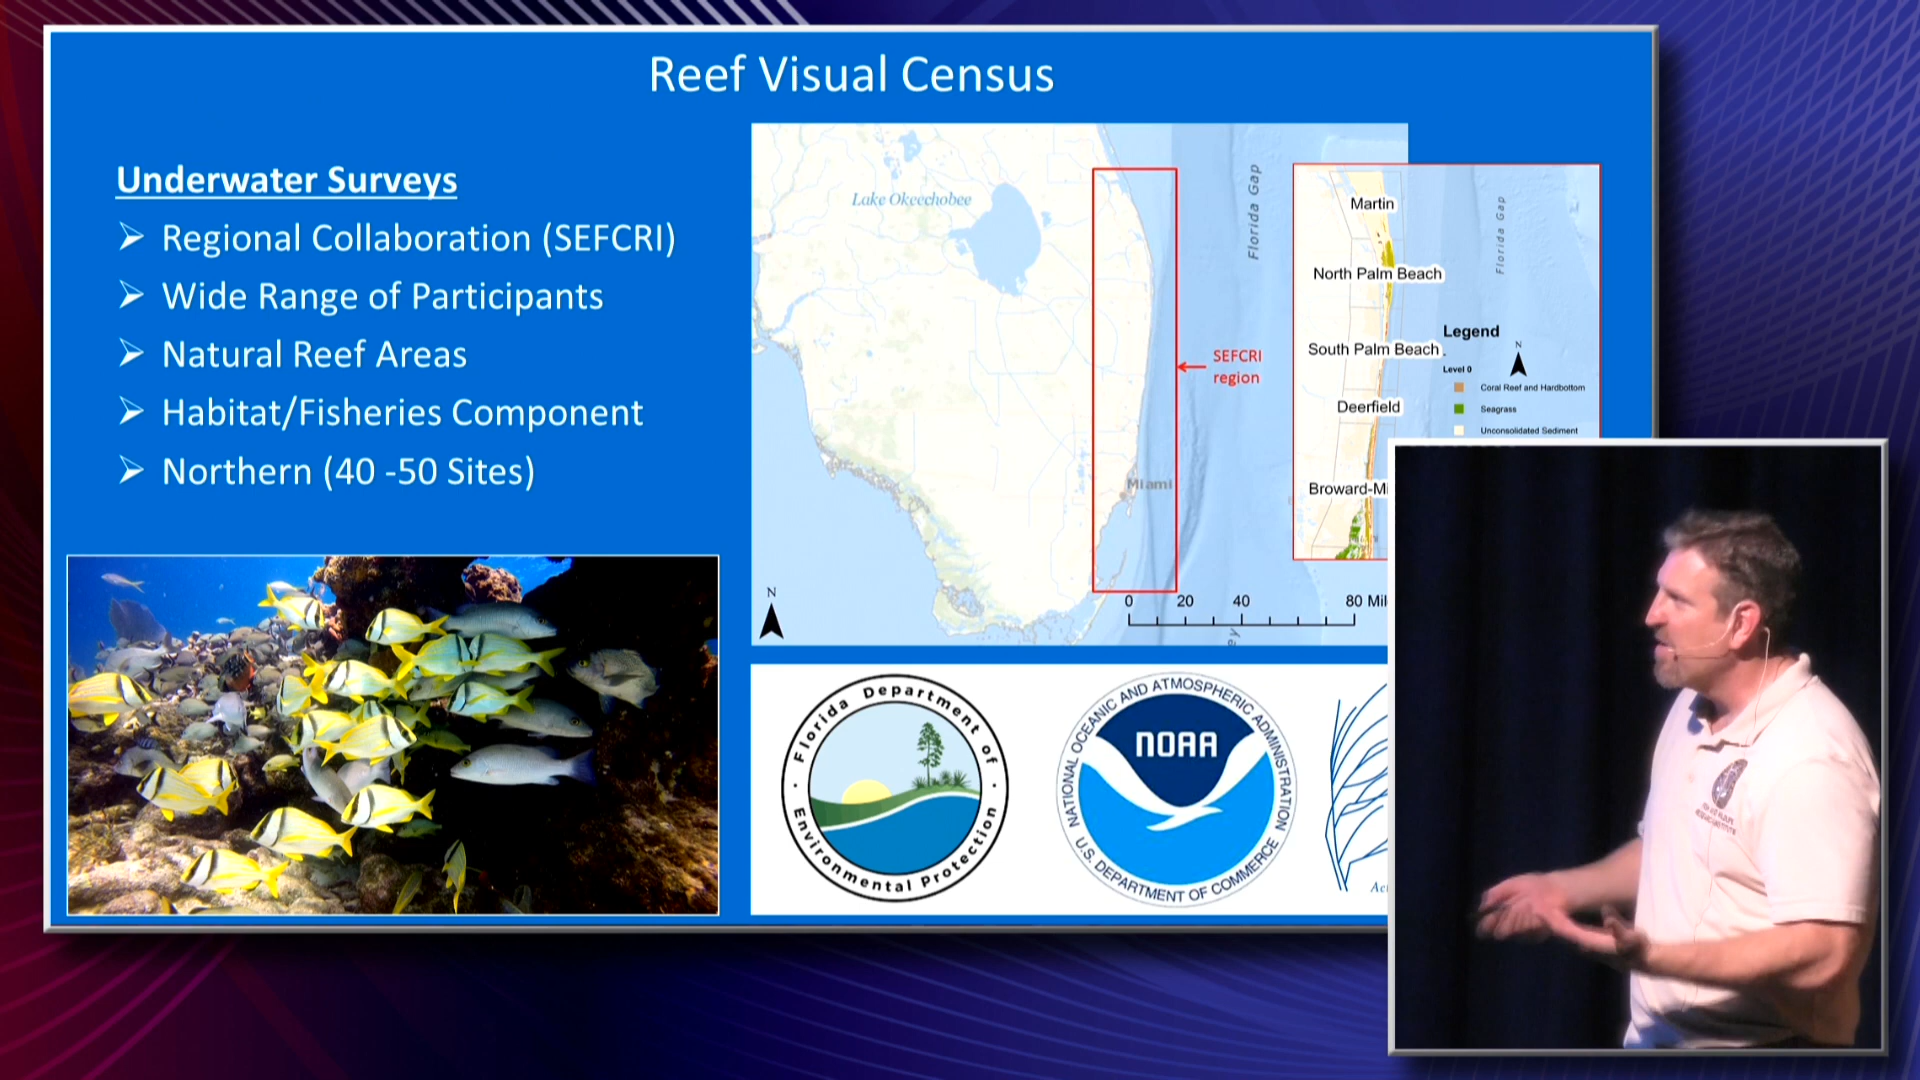 Reef Visual Census
Underwater Surveys
Regional Collaboration (SEFCRI)
Wide Range of Participants
Natural Reef Areas
Habitat/Fisheries Component
Northern (40 -50 Sites)
Lake Okeechobee
Florida Gap
SEFCRI
region
Miami
N
0 20 40 80 Mil
Martin
North Palm Beach
South Palm Beach
Deerfield
Broward-Mi
Florida Gap
Legend
N
Level 0
Coral Reef and Hardbottom
Seagrass
Unconsolidated Sediment
Florida Department of
Environmental Protection
NATIONAL OCEANIC AND ATMOSPHERIC ADMINISTRATION
NOAA
U.S. DEPARTMENT OF COMMERCE